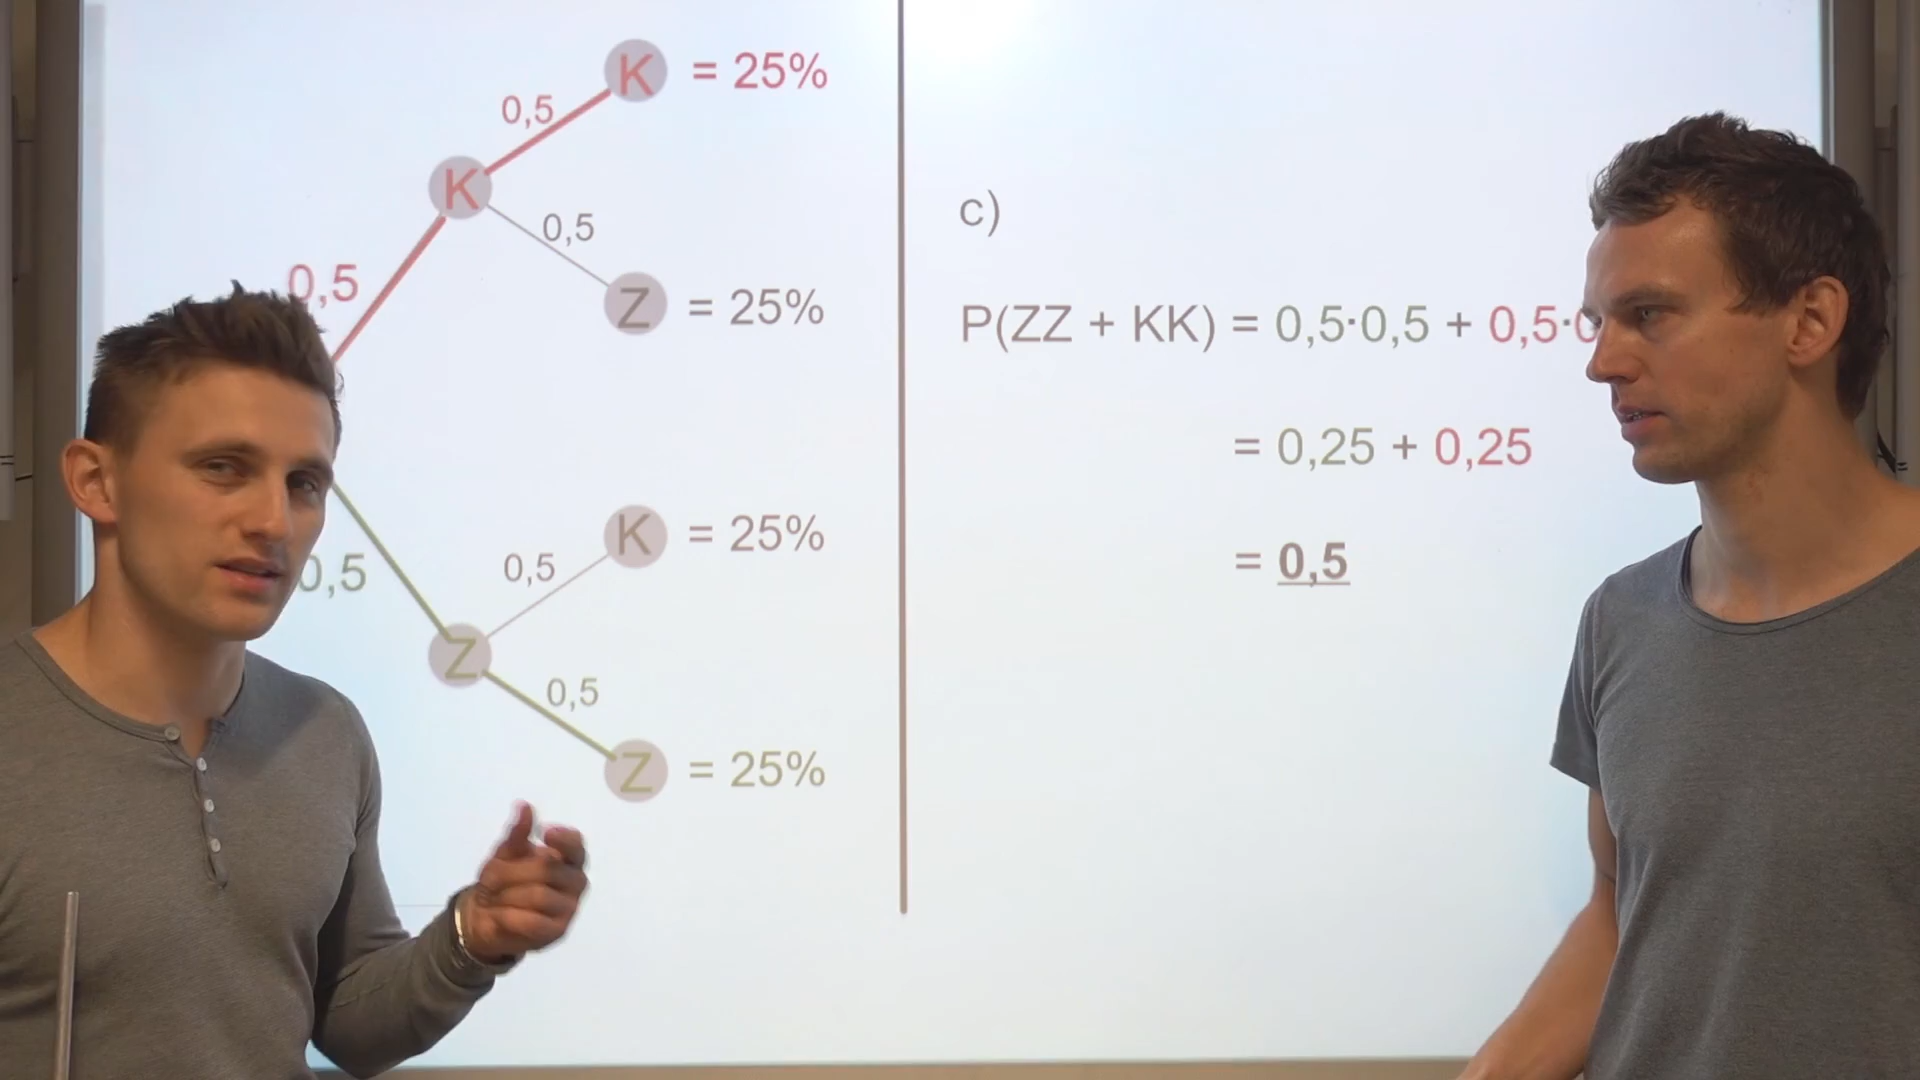 K = 25%
0,5
K
0,5
0,5
Z = 25%
K = 25%
0,5
0,5
Z
0,5
Z = 25%
c)
P(ZZ + KK) = 0,5·0,5 + 0,5·0
= 0,25 + 0,25
= 0,5